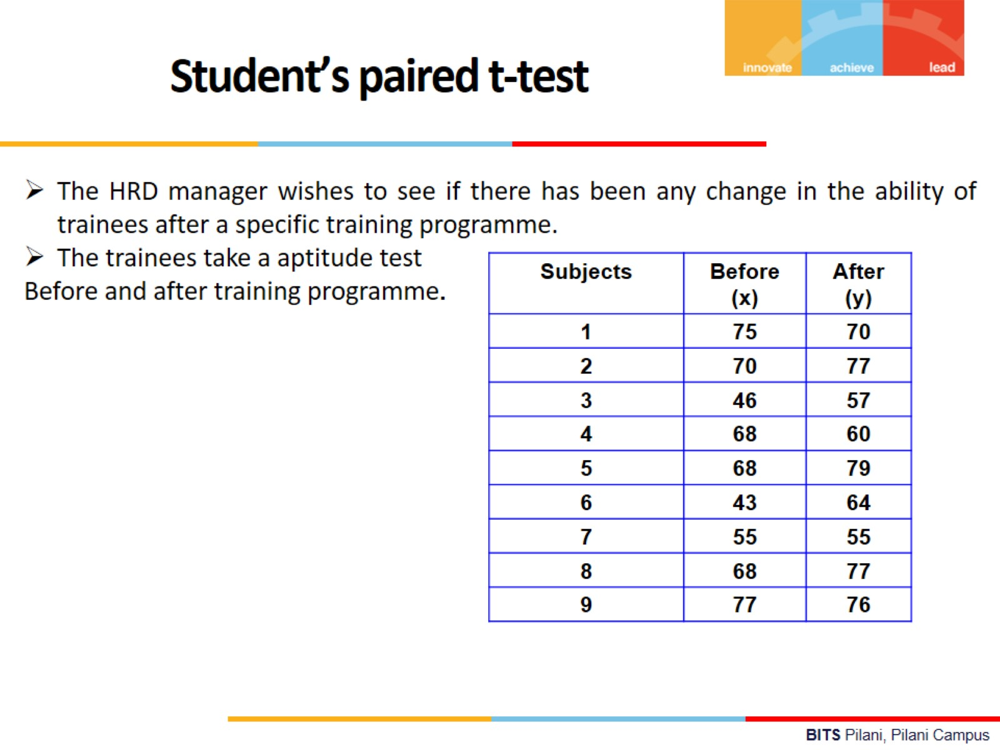 innovate achieve lead
Student's paired t-test
➢ The HRD manager wishes to see if there has been any change in the ability of
trainees after a specific training programme.
➢ The trainees take a aptitude test
Before and after training programme.
Subjects Before (x) After (y)
1 75 70
2 70 77
3 46 57
4 68 60
5 68 79
6 43 64
7 55 55
8 68 77
9 77 76
BITS Pilani, Pilani Campus